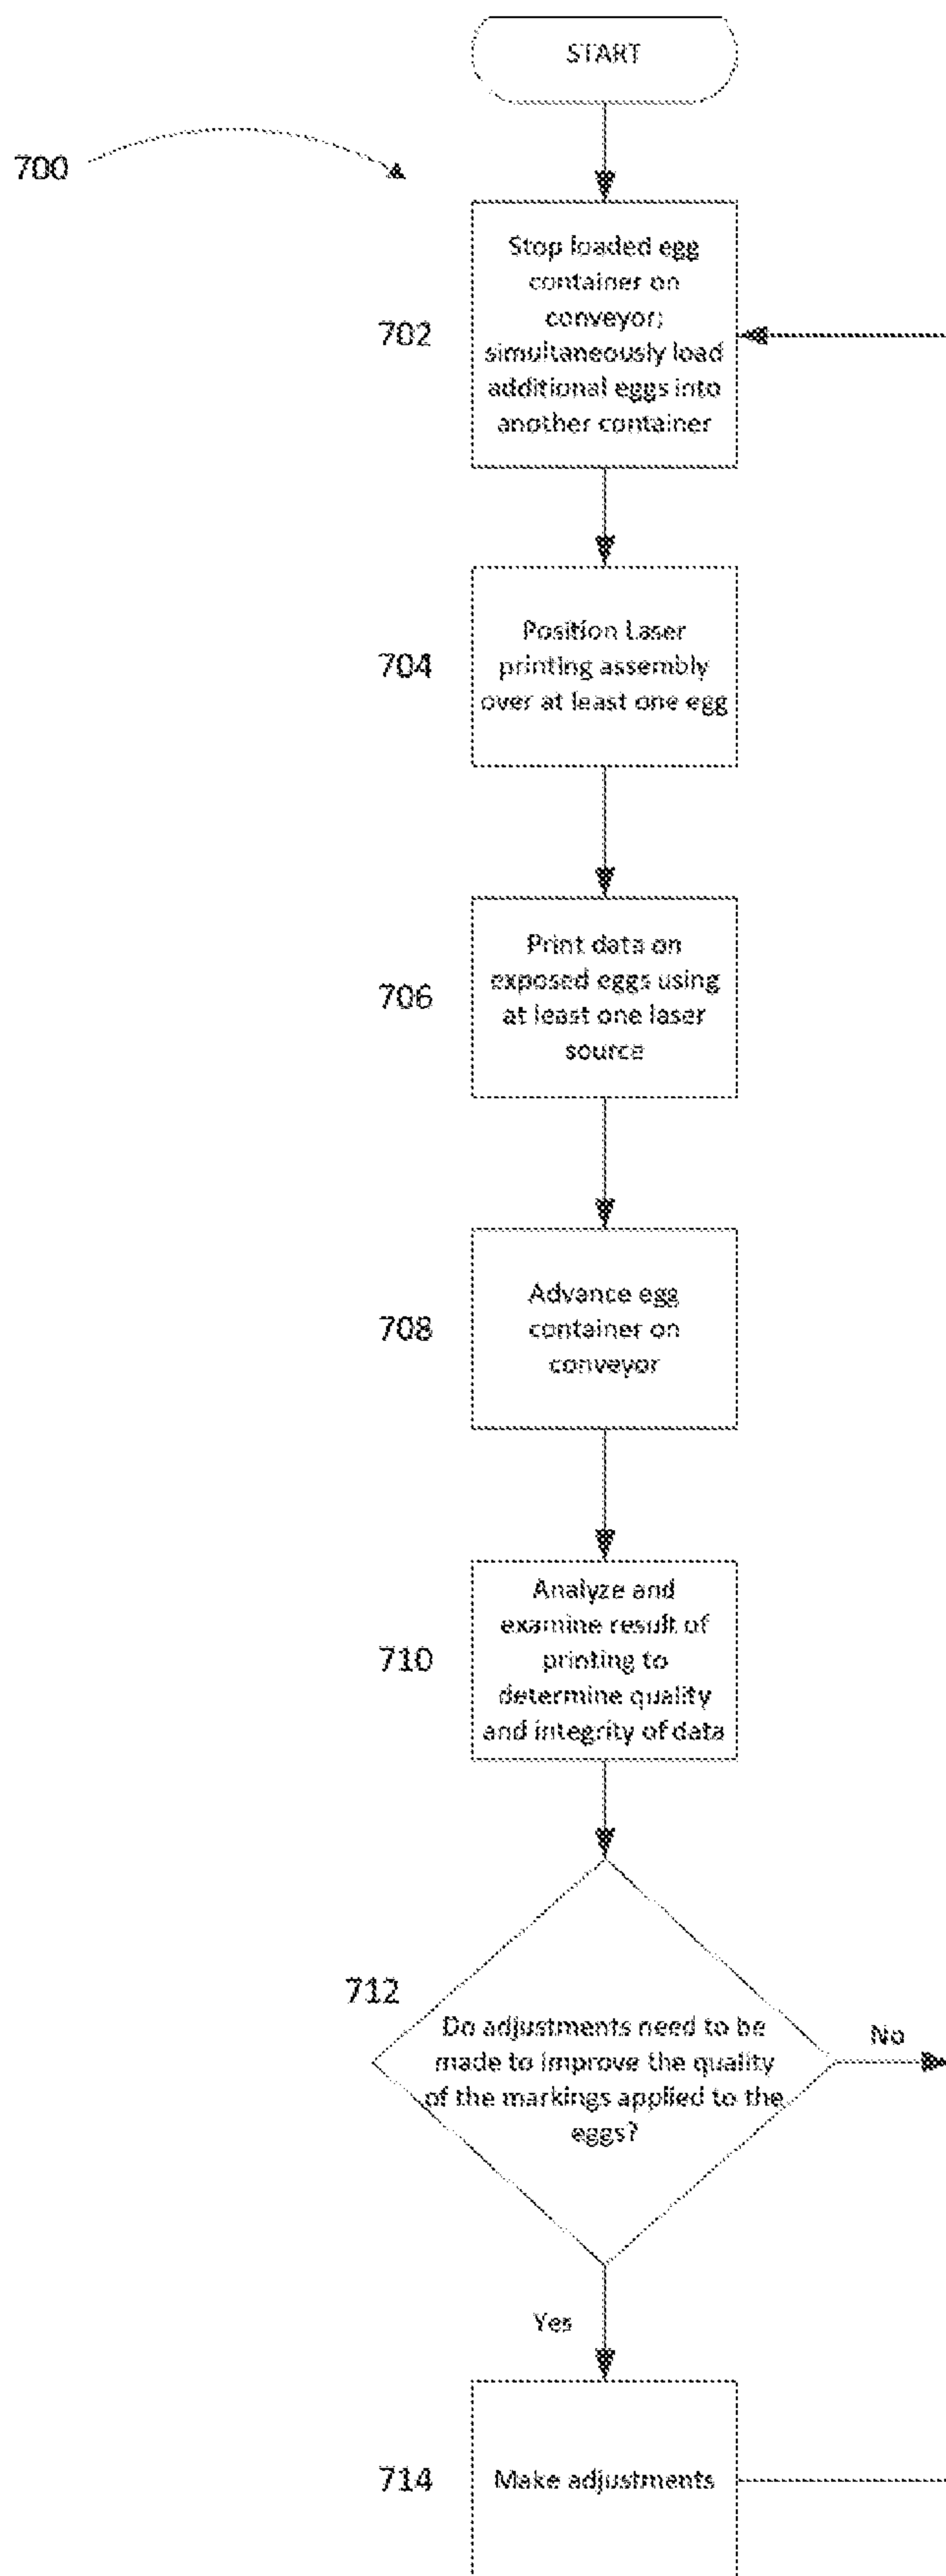 START
700
702
Stop loaded egg
container on
conveyor;
simultaneously load
additional eggs into
another container
704
Position Laser
printing assembly
over at least one egg
706
Print data on
exposed eggs using
at least one laser
source
708
Advance egg
container on
conveyor
710
Analyze and
examine result of
printing to
determine quality
and integrity of data
712
Do adjustments need to be
made to improve the quality
of the markings applied to the
eggs?
No
Yes
714
Make adjustments